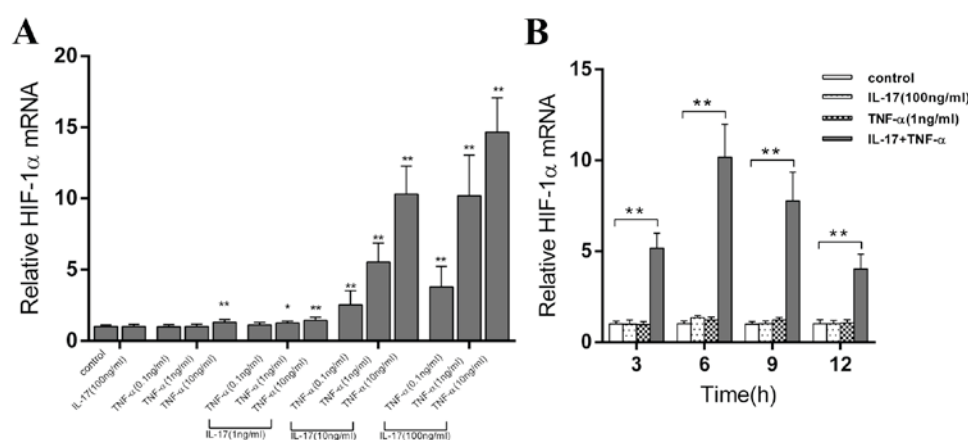 A
Relative HIF-1α mRNA
20
15
10
5
0
**
*
**
**
**
**
**
**
**
control
IL-17(100ng/ml)
TNF-α(0.1ng/ml)
TNF-α(1ng/ml)
TNF-α(10ng/ml)
TNF-α(0.1ng/ml)
TNF-α(1ng/ml)
TNF-α(10ng/ml)
TNF-α(0.1ng/ml)
TNF-α(1ng/ml)
TNF-α(10ng/ml)
TNF-α(0.1ng/ml)
TNF-α(1ng/ml)
TNF-α(10ng/ml)
IL-17(1ng/ml)
IL-17(10ng/ml)
IL-17(100ng/ml)
B
Relative HIF-1α mRNA
15
10
5
0
**
**
**
**
control
IL-17(100ng/ml)
TNF-α(1ng/ml)
IL-17+TNF-α
3 6 9 12
Time(h)